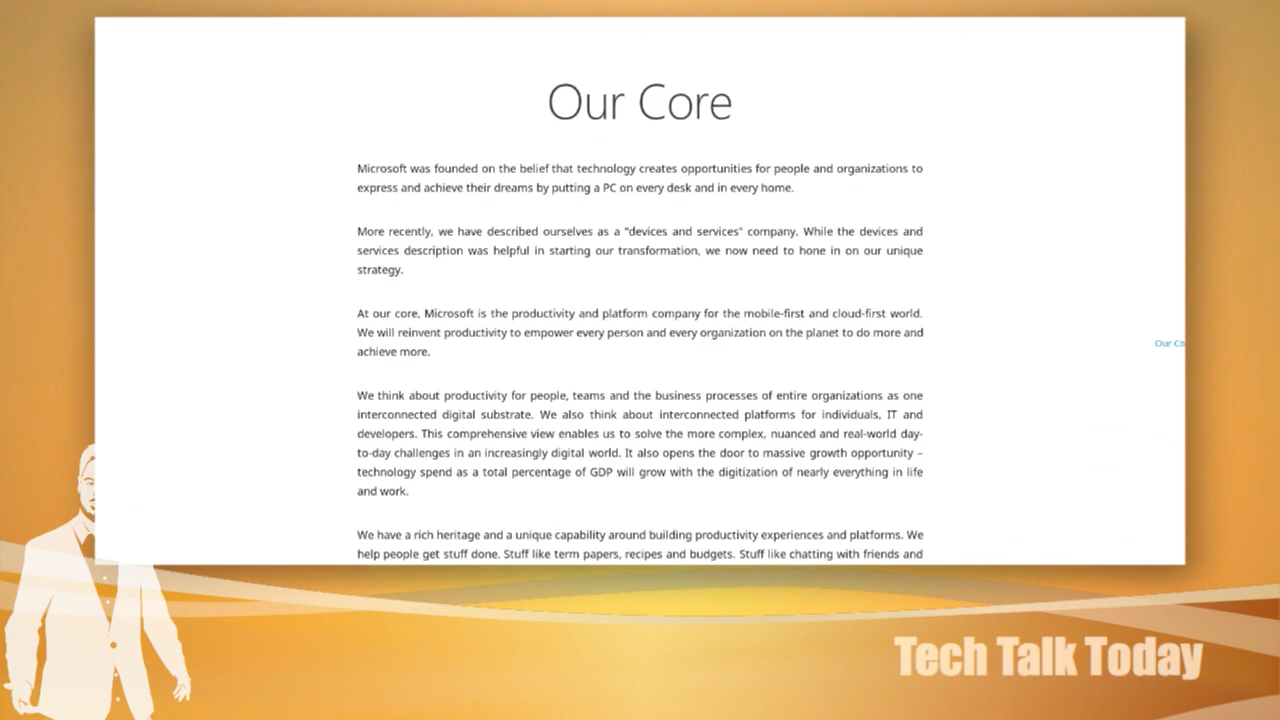 Our Core
Microsoft was founded on the belief that technology creates opportunities for people and organizations to
express and achieve their dreams by putting a PC on every desk and in every home.
More recently, we have described ourselves as a "devices and services" company. While the devices and
services description was helpful in starting our transformation, we now need to hone in on our unique
strategy.
At our core, Microsoft is the productivity and platform company for the mobile-first and cloud-first world.
We will reinvent productivity to empower every person and every organization on the planet to do more and
achieve more.
Our Co
We think about productivity for people, teams and the business processes of entire organizations as one
interconnected digital substrate. We also think about interconnected platforms for individuals, IT and
developers. This comprehensive view enables us to solve the more complex, nuanced and real-world day-
to-day challenges in an increasingly digital world. It also opens the door to massive growth opportunity –
technology spend as a total percentage of GDP will grow with the digitization of nearly everything in life
and work.
We have a rich heritage and a unique capability around building productivity experiences and platforms. We
help people get stuff done. Stuff like term papers, recipes and budgets. Stuff like chatting with friends and
Tech Talk Today